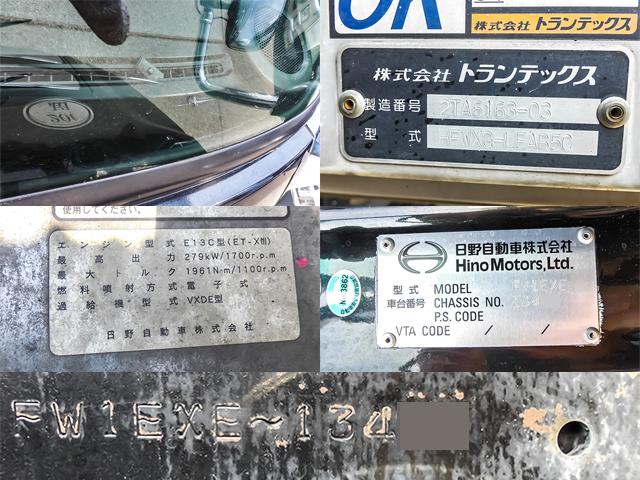 株式会社 トランテックス
株式会社 トランテックス
製造番号 2TA6163-03
型式 HFWXG-LEAB5C
使用してください。
エンジン型式 E13C型(ET-XⅧ)
最高出力 279kW/1700r.p.m
最大トルク 1961N·m/1100r.p.m
燃料噴射方式 電子式
過給機型式 VXDE型
日野自動車株式会社
日野自動車株式会社
Hino Motors, Ltd.
型式 MODEL
車台番号 CHASSIS NO.
P.S. CODE
VTA CODE / /
3862
FW1EXE~134